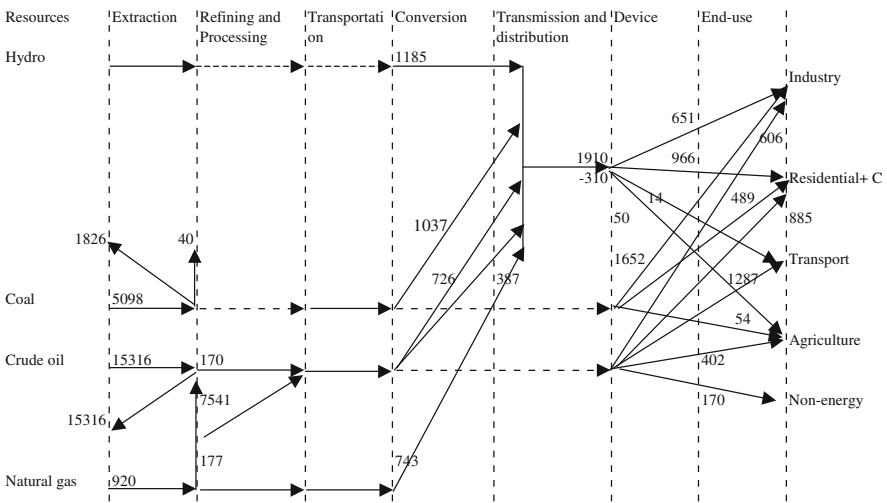 Resources Extraction Refining and Processing Transportati on Conversion Transmission and distribution Device End-use
Hydro
1185
Industry
651
606
1910
966
-310
Residential+ C
489
14
50
885
1037
1826
40
1652
Transport
726
387
1287
Coal
5098
54
Agriculture
Crude oil
15316
170
402
7541
170
Non-energy
15316
177
743
Natural gas
920